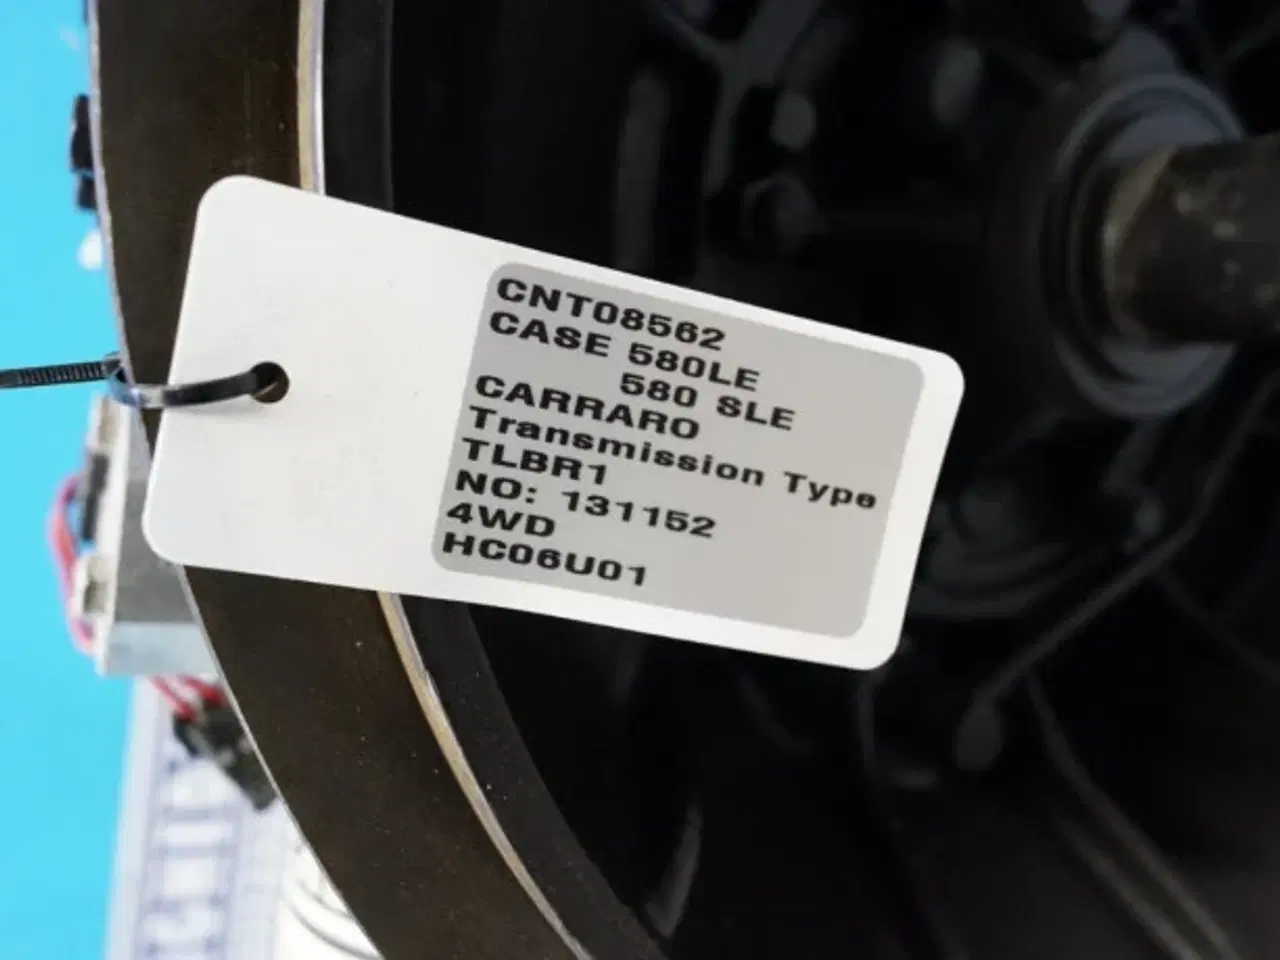 CNT08562
CASE 580LE
580 SLE
CARRARO
Transmission Type
TLBR1
NO: 131152
4WD
HC06U01